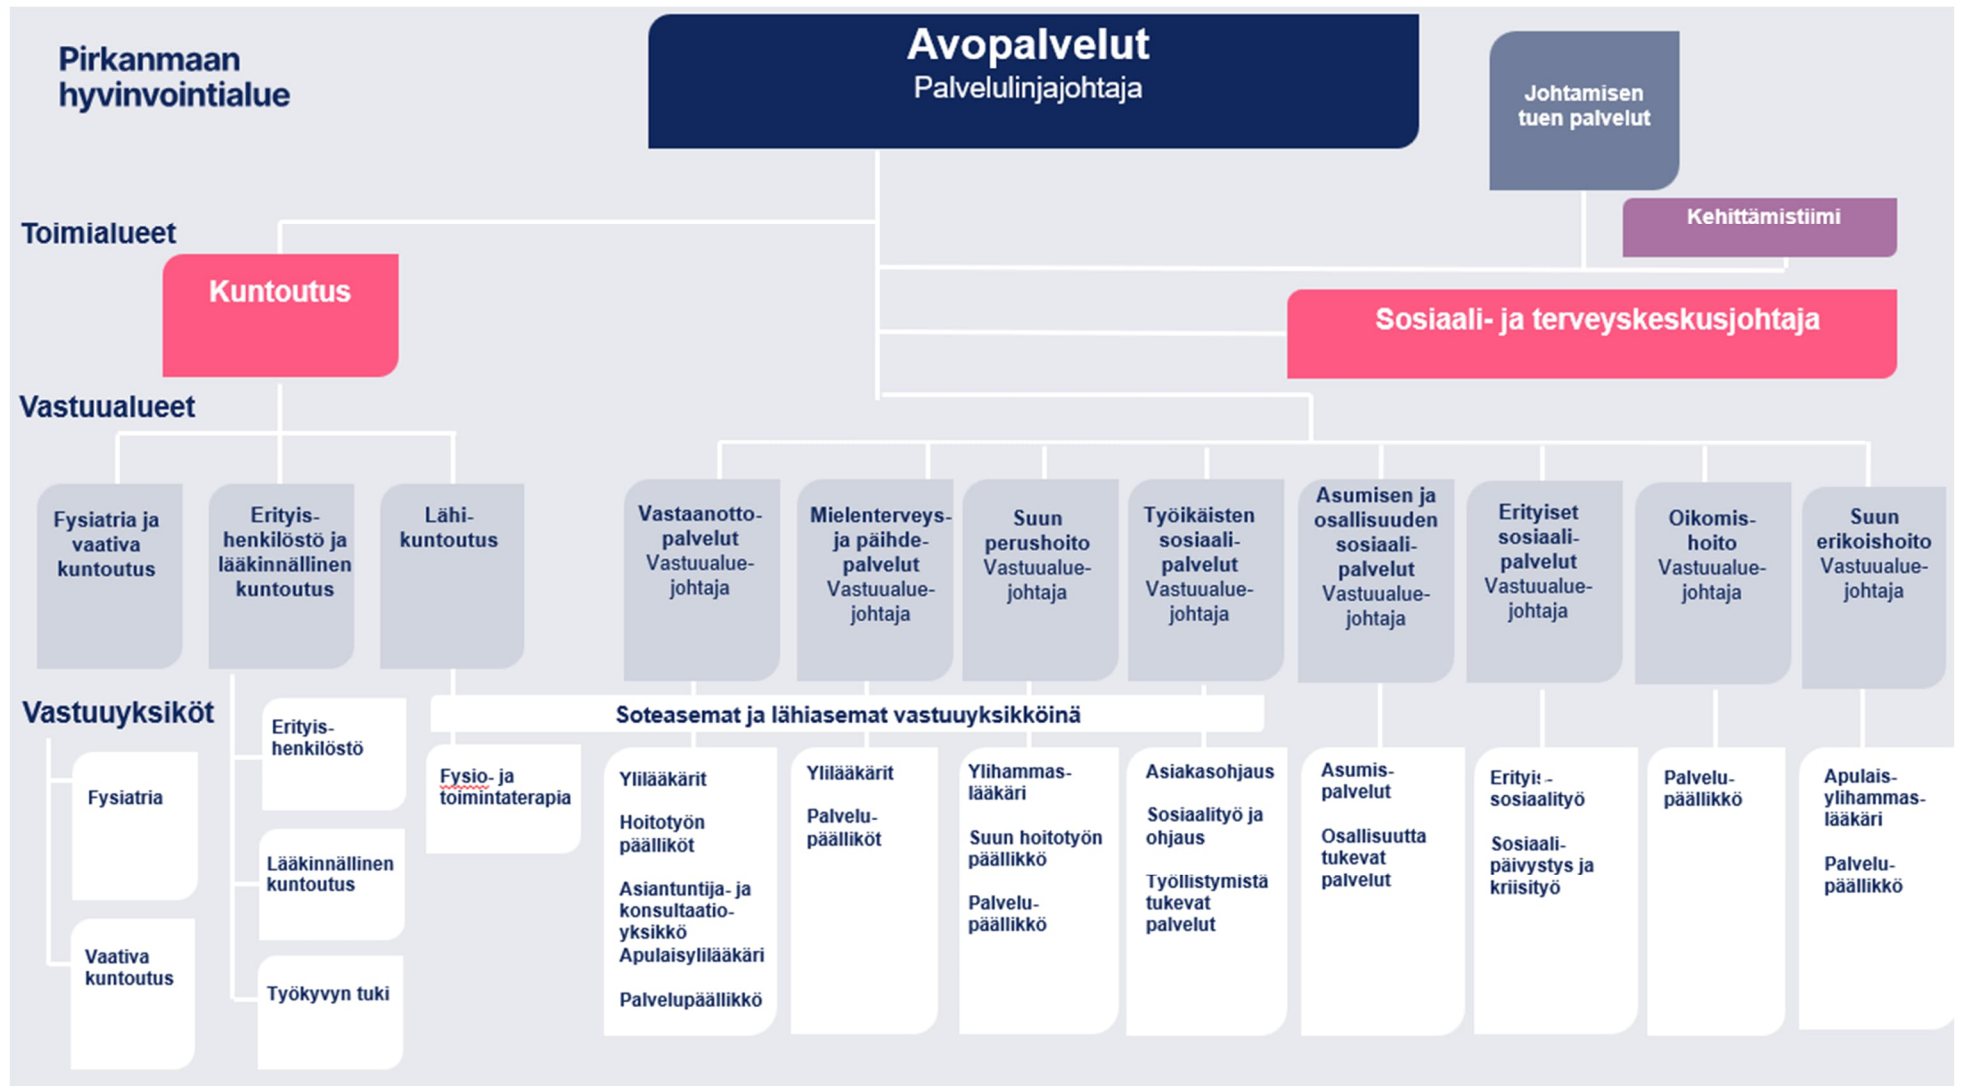 Pirkanmaan
hyvinvointialue
Avopalvelut
Palvelulinjajohtaja
Johtamisen
tuen palvelut
Kehittämistiimi
Toimialueet
Kuntoutus
Sosiaali- ja terveyskeskusjohtaja
Vastuualueet
Fysiatria ja
vaativa
kuntoutus
Erityis-
henkilöstö ja
lääkinnällinen
kuntoutus
Lähi-
kuntoutus
Vastaanotto-
palvelut
Vastuualue-
johtaja
Mielenterveys-
ja päihde-
palvelut
Vastuualue-
johtaja
Suun
perushoito
Vastuualue-
johtaja
Työikäisten
sosiaali-
palvelut
Vastuualue-
johtaja
Asumisen ja
osallisuuden
sosiaali-
palvelut
Vastuualue-
johtaja
Erityiset
sosiaali-
palvelut
Vastuualue-
johtaja
Oikomis-
hoito
Vastuualue-
johtaja
Suun
erikoishoito
Vastuualue-
johtaja
Vastuuyksiköt
Soteasemat ja lähiasemat vastuuyksikköinä
Fysiatria
Vaativa
kuntoutus
Erityis-
henkilöstö
Lääkinnällinen
kuntoutus
Työkyvyn tuki
Fysio- ja
toimintaterapia
Ylilääkärit
Hoitotyön
päälliköt
Asiantuntija- ja
konsultaatio-
yksikkö
Apulaisylilääkäri
Palvelupäällikkö
Ylilääkärit
Palvelu-
päälliköt
Ylihammas-
lääkäri
Suun hoitotyön
päällikkö
Palvelu-
päällikkö
Asiakasohjaus
Sosiaalityö ja
ohjaus
Työllistymistä
tukevat
palvelut
Asumis-
palvelut
Osallisuutta
tukevat
palvelut
Erityis-
sosiaalityö
Sosiaali-
päivystys ja
kriisityö
Palvelu-
päällikkö
Apulais-
ylihammas-
lääkäri
Palvelu-
päällikkö